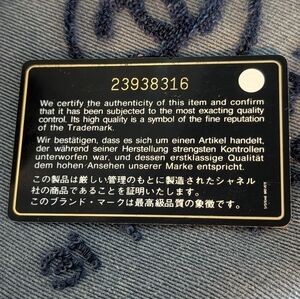 23938316
We certify the authenticity of this item and confirm
that it has been subjected to the most exacting quality
control. Its high quality is a symbol of the fine reputation
of the Trademark.
Wir bestätigen, dass es sich um einen Artikel handelt,
der während seiner Herstellung strengsten Kontrollen
unterworfen war, und dessen erstklassige Qualität
dem hohen Ansehen unserer Marke entspricht.
この製品は厳しい管理のもとに製造されたシャネル
社の商品であることを証明いたします。
このブランド・マークは最高級品質の象徴です。